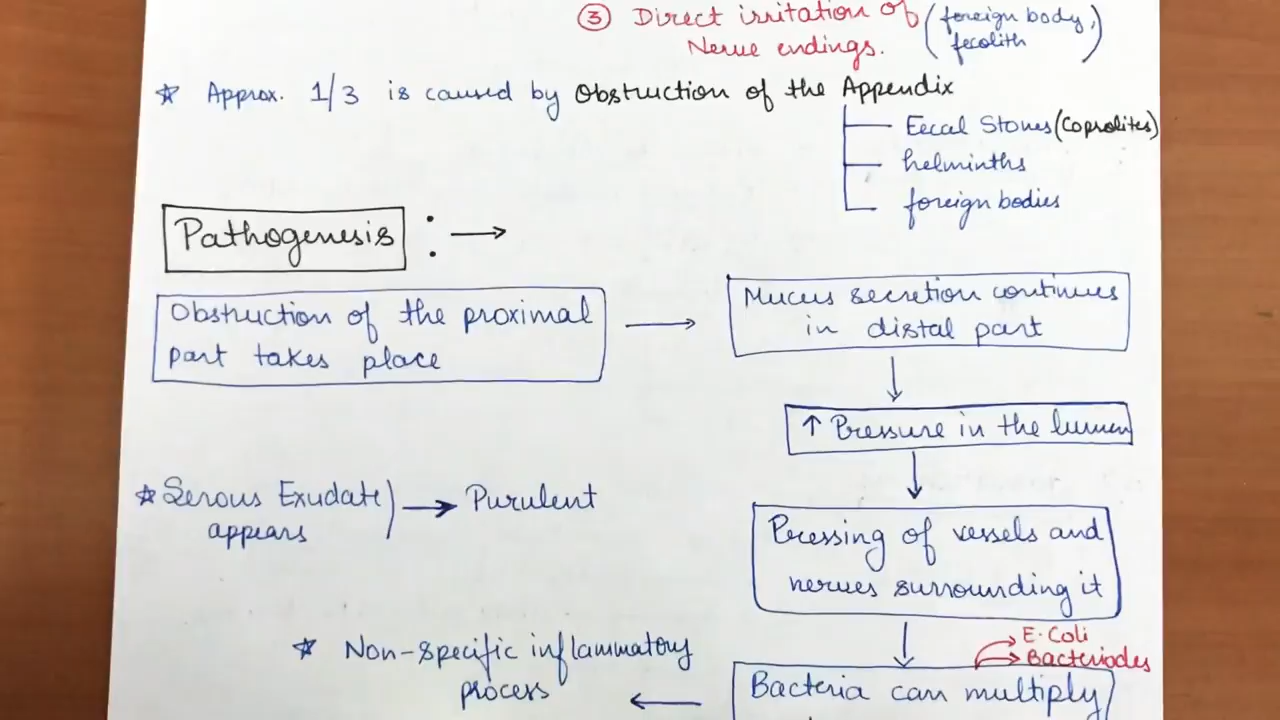 ③ Direct irritation of (foreign body,
Nerve endings. fecolith)
☆ Approx. 1/3 is caused by Obstruction of the Appendix
Fecal Stones (Coprolites)
helminths
foreign bodies
Pathogenesis : →
Obstruction of the proximal
part takes place
→ Mucus secretion continues
in distal part
↓
↑ Pressure in the lumen
↓
☆ Serous Exudate) → Purulent
appears
Pressing of vessels and
nerves surrounding it
↓
→ E. Coli
→ Bacteriodes
Bacteria can multiply
←
☆ Non-specific inflammatory
process